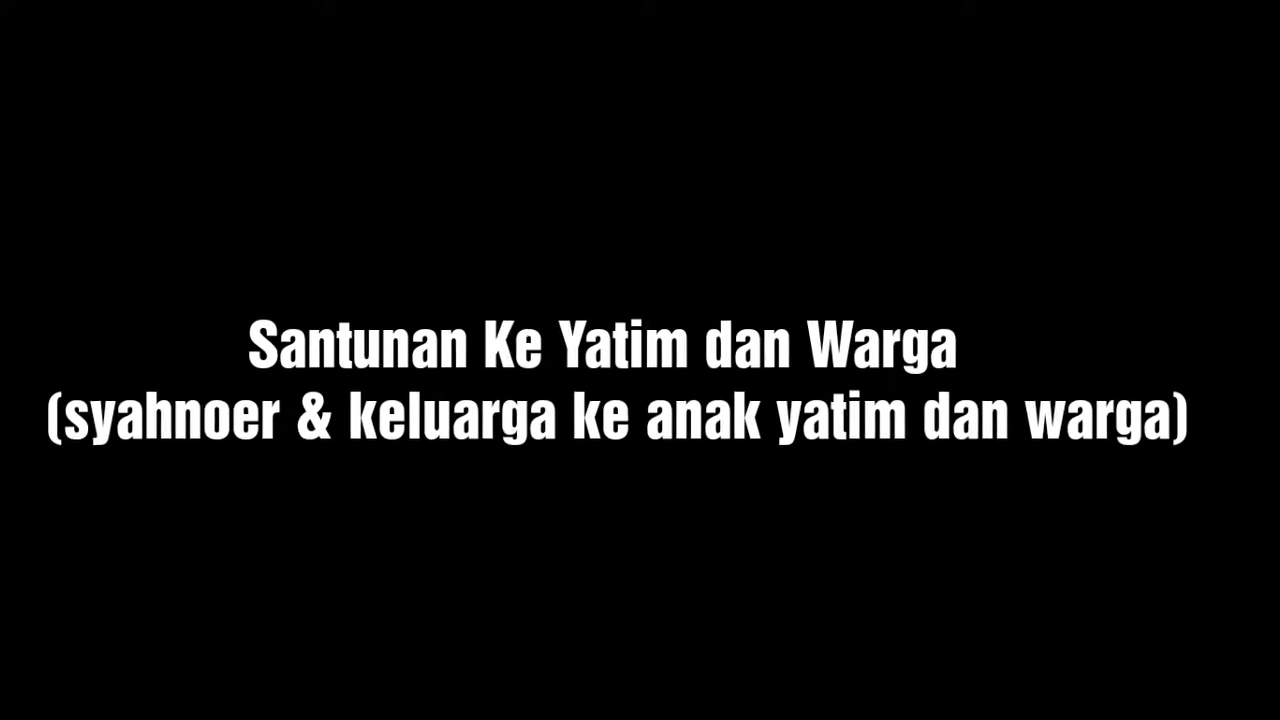 Santunan Ke Yatim dan Warga
(syahnoer & keluarga ke anak yatim dan warga)